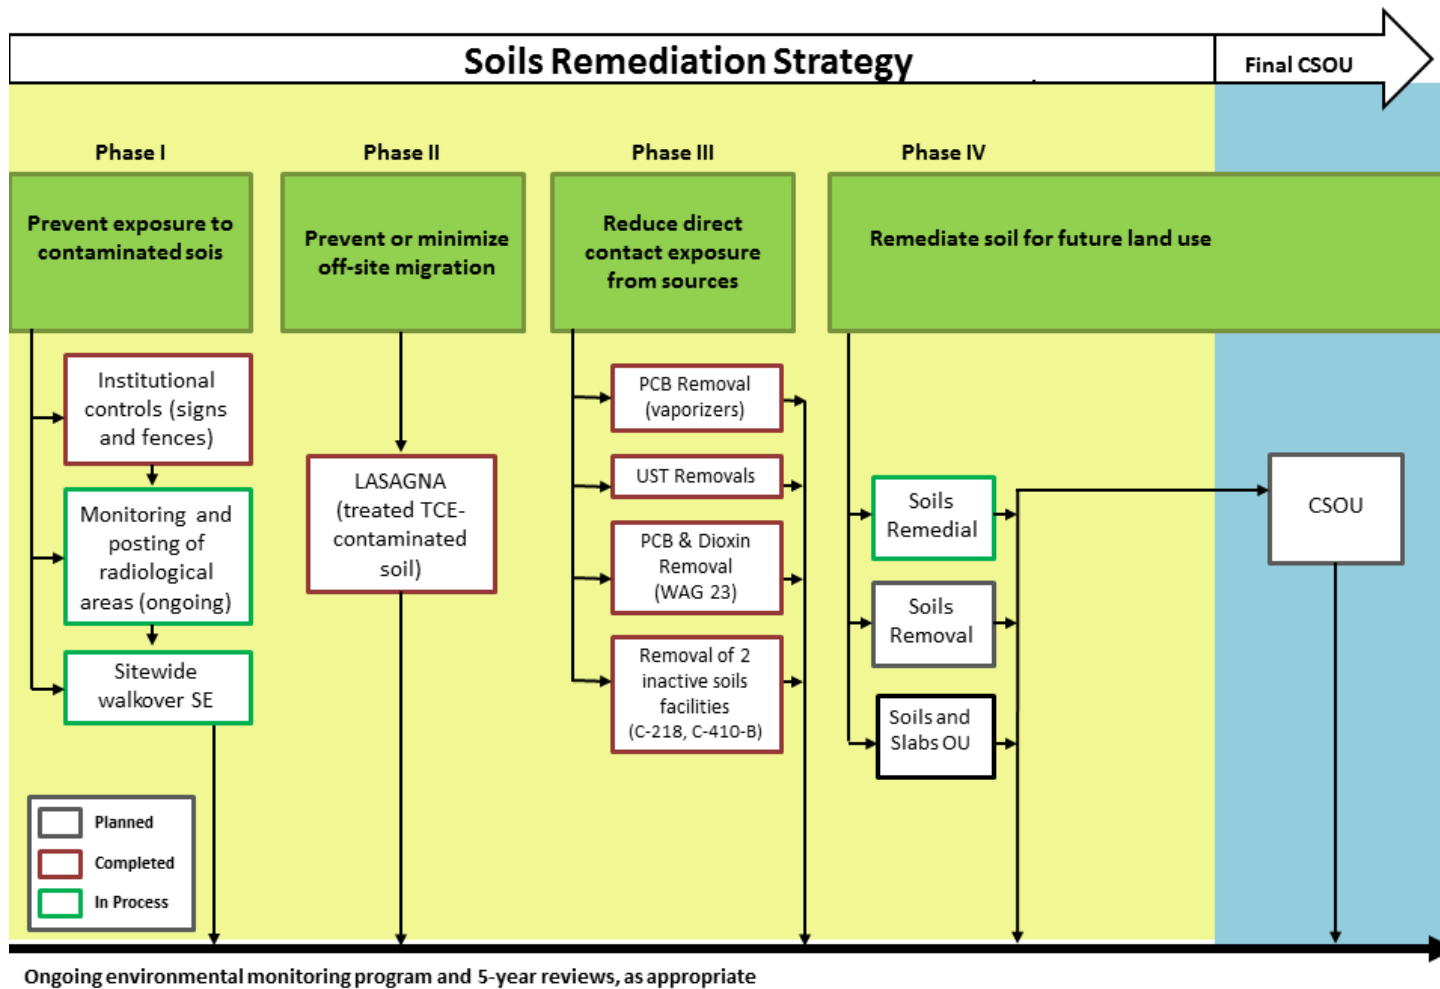 Soils Remediation Strategy
Final CSOU
Phase I
Phase II
Phase III
Phase IV
Prevent exposure to
contaminated sois
Prevent or minimize
off-site migration
Reduce direct
contact exposure
from sources
Remediate soil for future land use
Institutional
controls (signs
and fences)
Monitoring and
posting of
radiological
areas (ongoing)
Sitewide
walkover SE
LASAGNA
(treated TCE-
contaminated
soil)
PCB Removal
(vaporizers)
UST Removals
PCB & Dioxin
Removal
(WAG 23)
Removal of 2
inactive soils
facilities
(C-218, C-410-B)
Soils
Remedial
Soils
Removal
Soils and
Slabs OU
CSOU
Planned
Completed
In Process
Ongoing environmental monitoring program and 5-year reviews, as appropriate